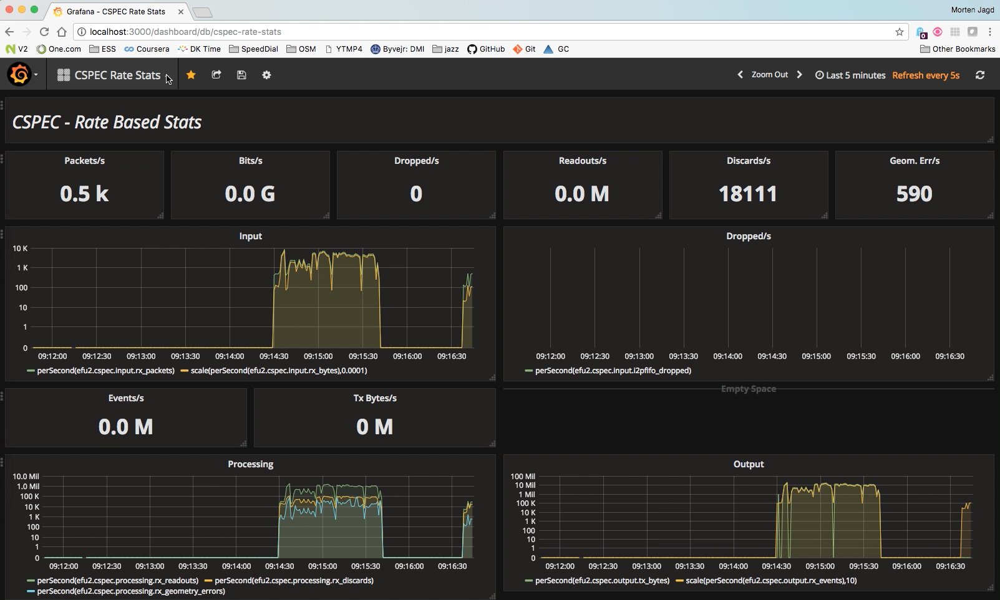 Grafana - CSPEC Rate Stats
Morten Jagd
localhost:3000/dashboard/db/cspec-rate-stats
0
V2 One.com ESS Coursera DK Time SpeedDial OSM YTMP4 Byvejr: DMI jazz GitHub Git GC Other Bookmarks
CSPEC Rate Stats
Zoom Out Last 5 minutes Refresh every 5s
CSPEC - Rate Based Stats
Packets/s Bits/s Dropped/s Readouts/s Discards/s Geom. Err/s
0.5 k 0.0 G 0 0.0 M 18111 590
Input
10 K
1 K
100
10
1
0
09:12:00 09:12:30 09:13:00 09:13:30 09:14:00 09:14:30 09:15:00 09:15:30 09:16:00 09:16:30
perSecond(efu2.cspec.input.rx_packets) scale(perSecond(efu2.cspec.input.rx_bytes),0.0001)
Dropped/s
09:12:00 09:12:30 09:13:00 09:13:30 09:14:00 09:14:30 09:15:00 09:15:30 09:16:00 09:16:30
perSecond(efu2.cspec.input.i2pfifo_dropped)
Events/s Tx Bytes/s
0.0 M 0 M
Empty Space
Processing
10.0 Mil
1.0 Mil
100 K
10 K
1 K
100
10
1
0
09:12:00 09:12:30 09:13:00 09:13:30 09:14:00 09:14:30 09:15:00 09:15:30 09:16:00 09:16:30
perSecond(efu2.cspec.processing.rx_readouts) perSecond(efu2.cspec.processing.rx_discards)
perSecond(efu2.cspec.processing.rx_geometry_errors)
Output
100 Mil
10 Mil
1 Mil
100 K
10 K
1 K
100
10
1
0
09:12:00 09:12:30 09:13:00 09:13:30 09:14:00 09:14:30 09:15:00 09:15:30 09:16:00 09:16:30
perSecond(efu2.cspec.output.tx_bytes) scale(perSecond(efu2.cspec.output.rx_events),10)